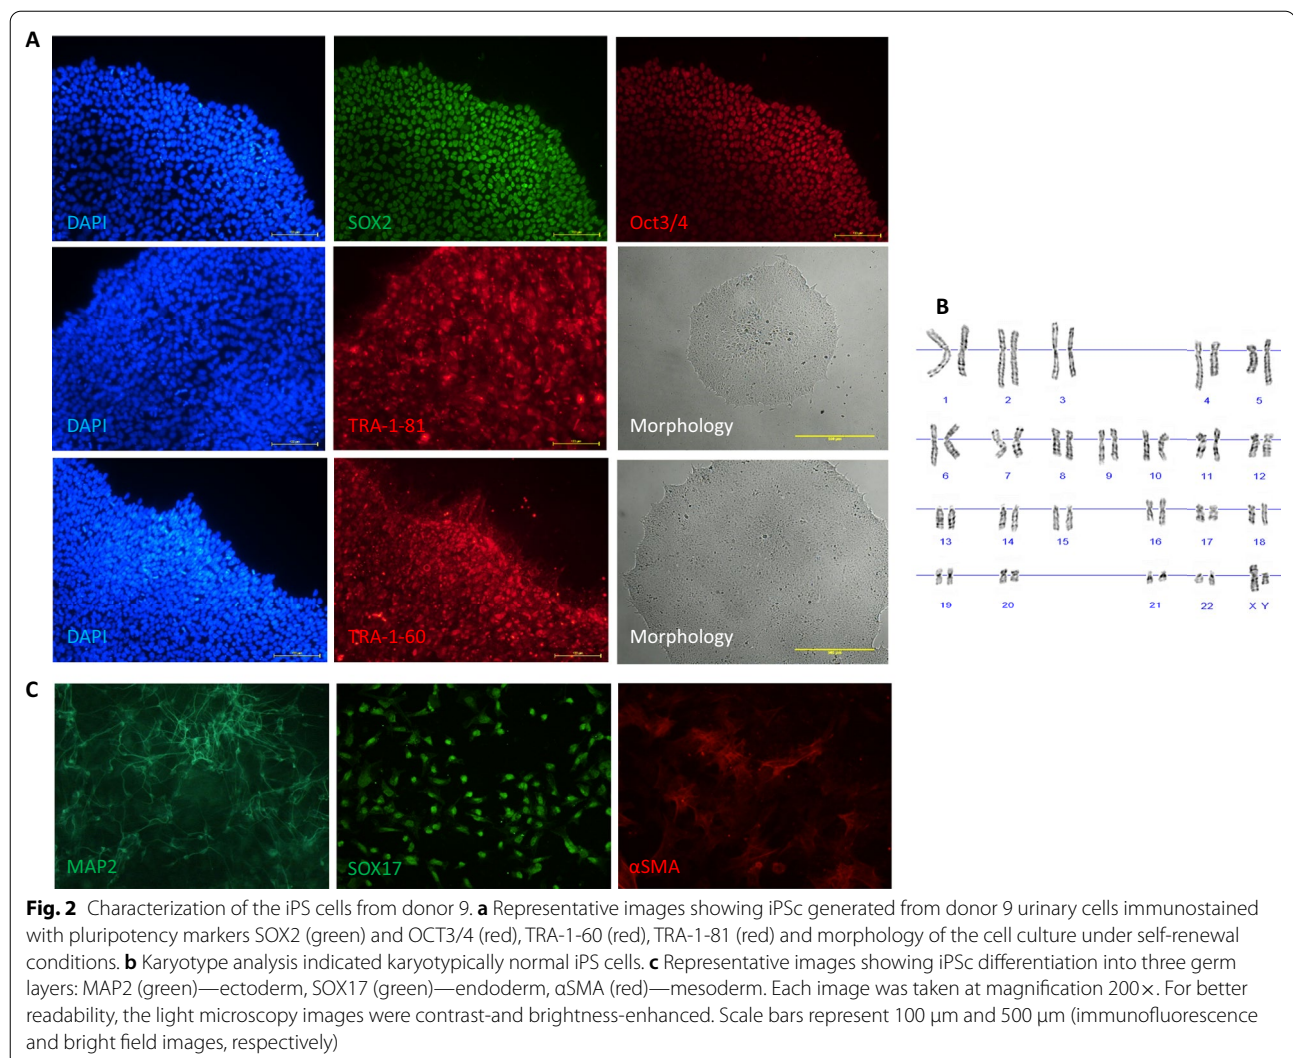 A
DAPI
SOX2
Oct3/4
DAPI
TRA-1-81
Morphology
DAPI
TRA-1-60
Morphology
B
1 2 3 4 5
6 7 8 9 10 11 12
13 14 15 16 17 18
19 20 21 22 X Y
C
MAP2
SOX17
αSMA
Fig. 2 Characterization of the iPS cells from donor 9. a Representative images showing iPSc generated from donor 9 urinary cells immunostained
with pluripotency markers SOX2 (green) and OCT3/4 (red), TRA-1-60 (red), TRA-1-81 (red) and morphology of the cell culture under self-renewal
conditions. b Karyotype analysis indicated karyotypically normal iPS cells. c Representative images showing iPSc differentiation into three germ
layers: MAP2 (green)—ectoderm, SOX17 (green)—endoderm, αSMA (red)—mesoderm. Each image was taken at magnification 200×. For better
readability, the light microscopy images were contrast-and brightness-enhanced. Scale bars represent 100 µm and 500 µm (immunofluorescence
and bright field images, respectively)